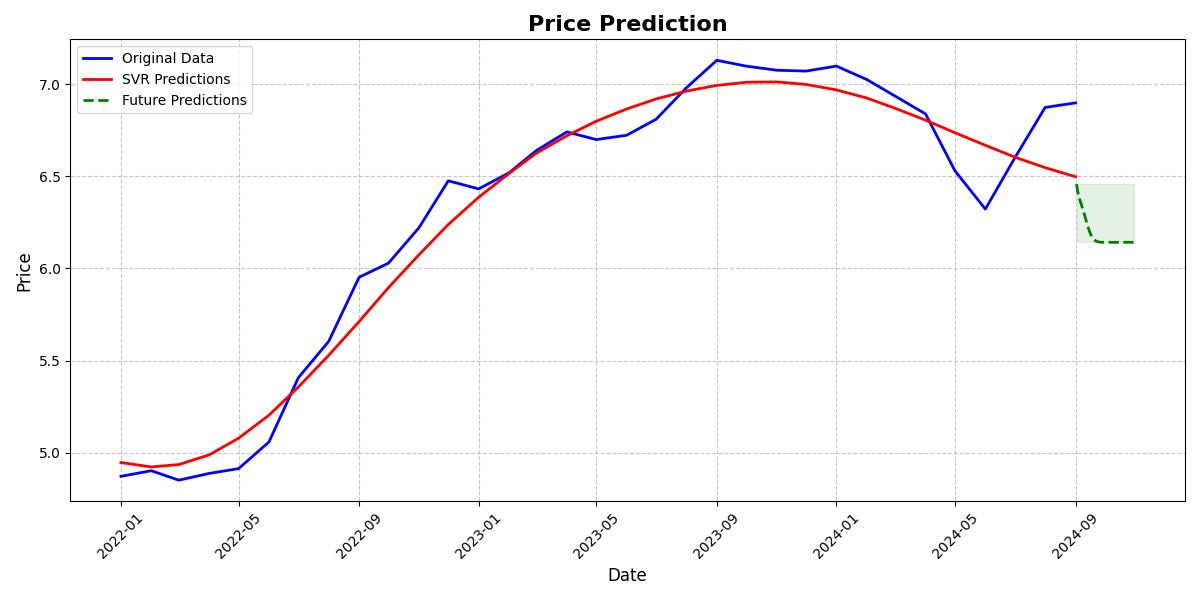 Price Prediction
Original Data
SVR Predictions
Future Predictions
Price
7.0
6.5
6.0
5.5
5.0
2022-01
2022-05
2022-09
2023-01
2023-05
2023-09
2024-01
2024-05
2024-09
Date